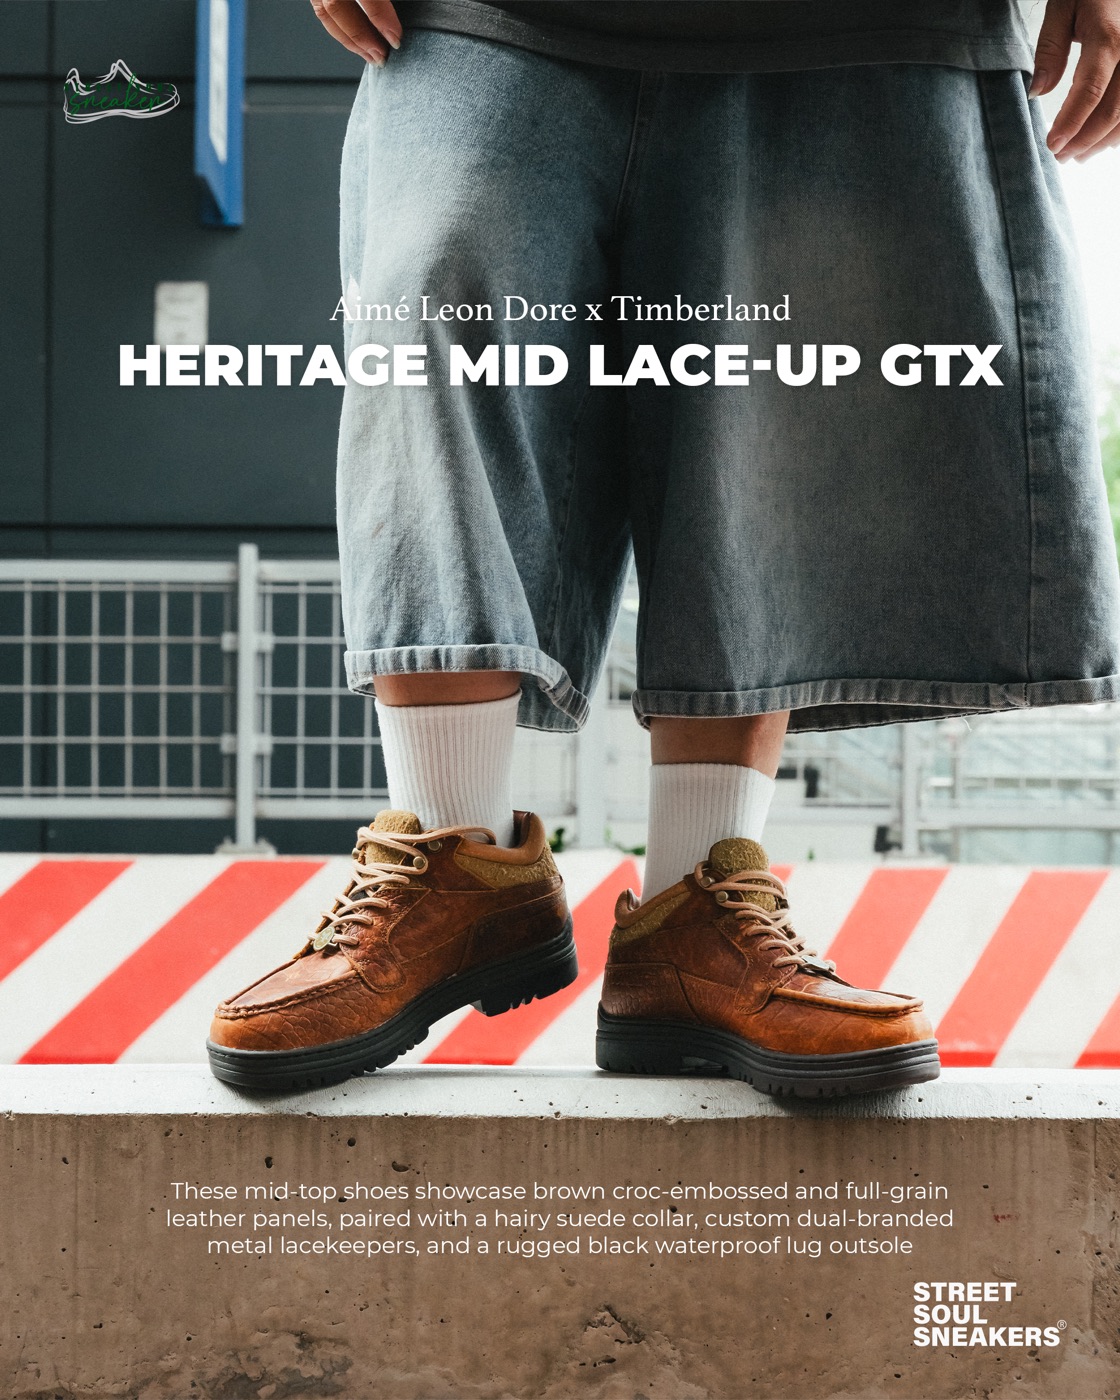 sneaker
Aimé Leon Dore x Timberland
HERITAGE MID LACE-UP GTX
These mid-top shoes showcase brown croc-embossed and full-grain
leather panels, paired with a hairy suede collar, custom dual-branded
metal lacekeepers, and a rugged black waterproof lug outsole
STREET
SOUL
SNEAKERS®